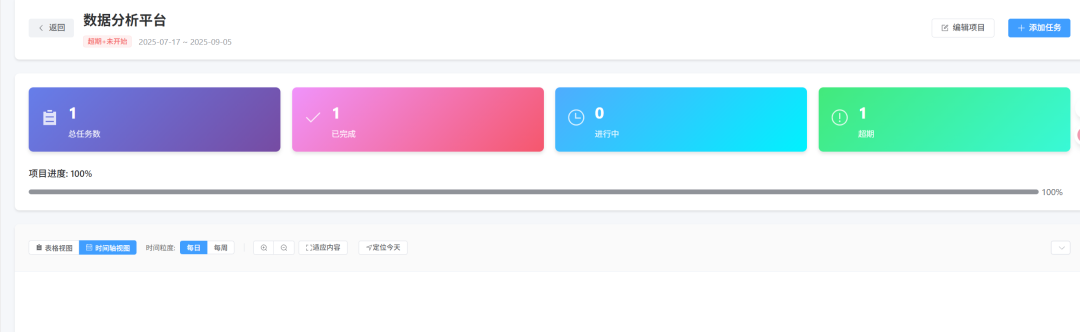 返回
数据分析平台
超期+未开始 2025-07-17 ~ 2025-09-05
编辑项目
添加任务
1
总任务数
1
已完成
0
进行中
1
超期
项目进度: 100%
100%
表格视图 时间轴视图 时间粒度: 每日 每周 适应内容 定位今天